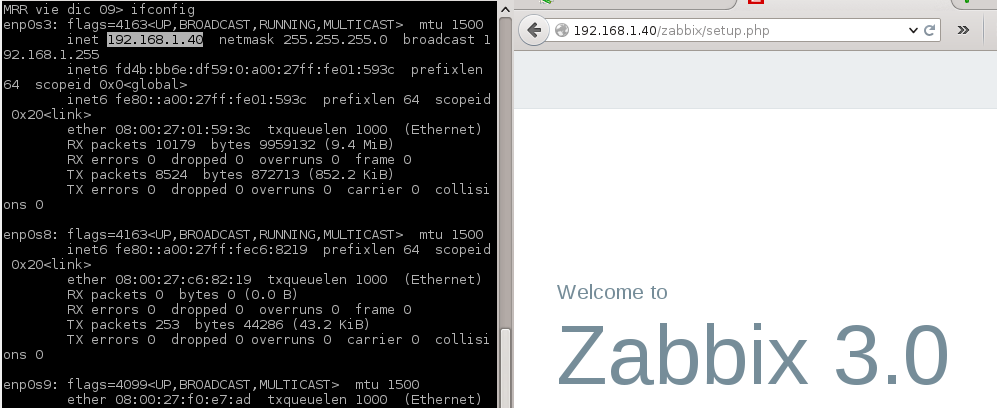 MRR vie dic 09> ifconfig
enp0s3: flags=4163<UP,BROADCAST,RUNNING,MULTICAST>  mtu 1500
        inet 192.168.1.40  netmask 255.255.255.0  broadcast 1
92.168.1.255
        inet6 fd4b:bb6e:df59:0:a00:27ff:fe01:593c  prefixlen
64  scopeid 0x0<global>
        inet6 fe80::a00:27ff:fe01:593c  prefixlen 64  scopeid
 0x20<link>
        ether 08:00:27:01:59:3c  txqueuelen 1000  (Ethernet)
        RX packets 10179  bytes 9959132 (9.4 MiB)
        RX errors 0  dropped 0  overruns 0  frame 0
        TX packets 8524  bytes 872713 (852.2 KiB)
        TX errors 0  dropped 0 overruns 0  carrier 0  collisi
ons 0
enp0s8: flags=4163<UP,BROADCAST,RUNNING,MULTICAST>  mtu 1500
        inet6 fe80::a00:27ff:fec6:8219  prefixlen 64  scopeid
 0x20<link>
        ether 08:00:27:c6:82:19  txqueuelen 1000  (Ethernet)
        RX packets 0  bytes 0 (0.0 B)
        RX errors 0  dropped 0  overruns 0  frame 0
        TX packets 253  bytes 44286 (43.2 KiB)
        TX errors 0  dropped 0 overruns 0  carrier 0  collisi
ons 0
enp0s9: flags=4099<UP,BROADCAST,MULTICAST>  mtu 1500
        ether 08:00:27:f0:e7:ad  txqueuelen 1000  (Ethernet)
192.168.1.40/zabbix/setup.php
Welcome to
Zabbix 3.0